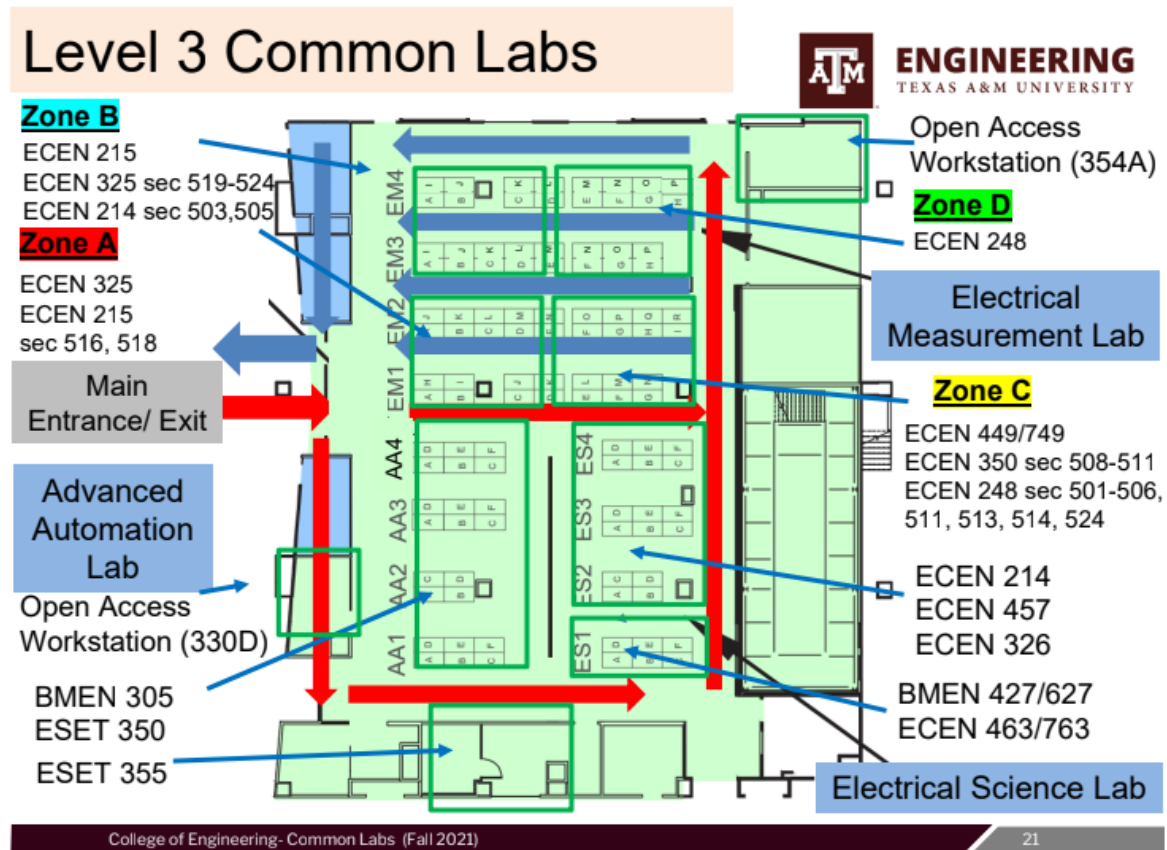 Level 3 Common Labs
ĀM ENGINEERING
TEXAS A&M UNIVERSITY
Zone B
ECEN 215
ECEN 325 sec 519-524
ECEN 214 sec 503,505
Zone A
ECEN 325
ECEN 215
sec 516, 518
Main
Entrance/ Exit
Advanced
Automation
Lab
Open Access
Workstation (330D)
BMEN 305
ESET 350
ESET 355
EM4
EM3
EM2
EM1
AA4
AA3
AA2
AA1
ES4
ES3
ES2
ES1
Open Access
Workstation (354A)
Zone D
ECEN 248
Electrical
Measurement Lab
Zone C
ECEN 449/749
ECEN 350 sec 508-511
ECEN 248 sec 501-506,
511, 513, 514, 524
ECEN 214
ECEN 457
ECEN 326
BMEN 427/627
ECEN 463/763
Electrical Science Lab
College of Engineering- Common Labs (Fall 2021)
21